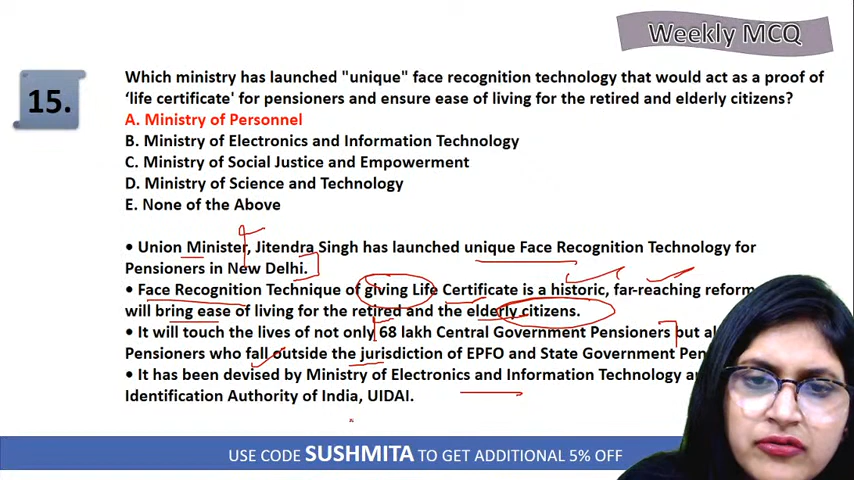 Weekly MCQ
15.
Which ministry has launched "unique" face recognition technology that would act as a proof of
‘life certificate' for pensioners and ensure ease of living for the retired and elderly citizens?
A. Ministry of Personnel
B. Ministry of Electronics and Information Technology
C. Ministry of Social Justice and Empowerment
D. Ministry of Science and Technology
E. None of the Above
• Union Minister, Jitendra Singh has launched unique Face Recognition Technology for
Pensioners in New Delhi.
• Face Recognition Technique of giving Life Certificate is a historic, far-reaching reform
will bring ease of living for the retired and the elderly citizens.
• It will touch the lives of not only 68 lakh Central Government Pensioners but
Pensioners who fall outside the jurisdiction of EPFO and State Government
• It has been devised by Ministry of Electronics and Information Technology
Identification Authority of India, UIDAI.
USE CODE SUSHMITA TO GET ADDITIONAL 5% OFF